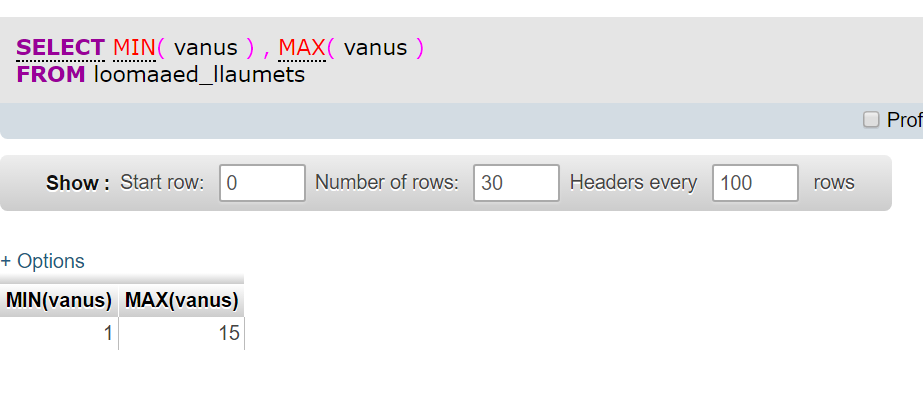 SELECT MIN( vanus ) , MAX( vanus )
FROM loomaaed_llaumets
Prof
Show : Start row: 0 Number of rows: 30 Headers every 100 rows
+ Options
MIN(vanus) MAX(vanus)
1 15